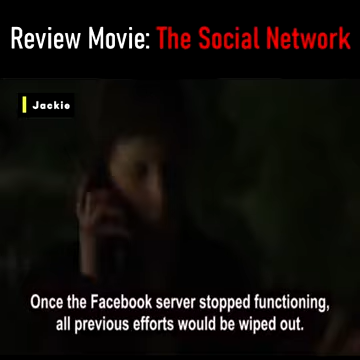 Review Movie: The Social Network
Jackie
Once the Facebook server stopped functioning,
all previous efforts would be wiped out.